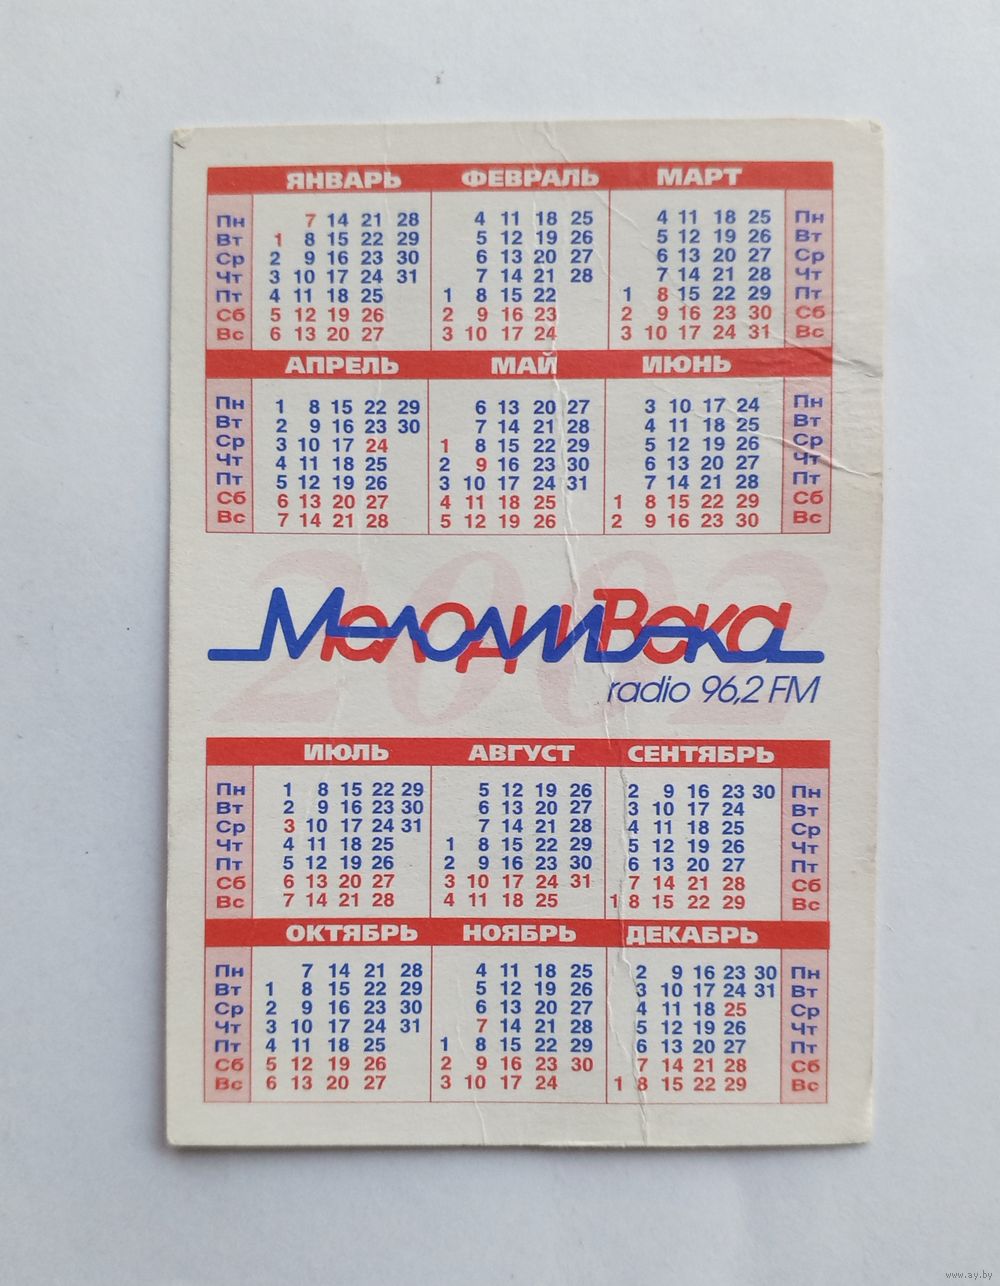 ЯНВАРЬ ФЕВРАЛЬ МАРТ
Пн 7 14 21 28 4 11 18 25 4 11 18 25 Пн
Вт 1 8 15 22 29 5 12 19 26 5 12 19 26 Вт
Ср 2 9 16 23 30 6 13 20 27 6 13 20 27 Ср
Чт 3 10 17 24 31 7 14 21 28 7 14 21 28 Чт
Пт 4 11 18 25 1 8 15 22 1 8 15 22 29 Пт
Сб 5 12 19 26 2 9 16 23 2 9 16 23 30 Сб
Вс 6 13 20 27 3 10 17 24 3 10 17 24 31 Вс
АПРЕЛЬ МАЙ ИЮНЬ
Пн 1 8 15 22 29 6 13 20 27 3 10 17 24 Пн
Вт 2 9 16 23 30 7 14 21 28 4 11 18 25 Вт
Ср 3 10 17 24 1 8 15 22 29 5 12 19 26 Ср
Чт 4 11 18 25 2 9 16 23 30 6 13 20 27 Чт
Пт 5 12 19 26 3 10 17 24 31 7 14 21 28 Пт
Сб 6 13 20 27 4 11 18 25 1 8 15 22 29 Сб
Вс 7 14 21 28 5 12 19 26 2 9 16 23 30 Вс
2002
МелодииВека
radio 96,2 FM
ИЮЛЬ АВГУСТ СЕНТЯБРЬ
Пн 1 8 15 22 29 5 12 19 26 2 9 16 23 30 Пн
Вт 2 9 16 23 30 6 13 20 27 3 10 17 24 Вт
Ср 3 10 17 24 31 7 14 21 28 4 11 18 25 Ср
Чт 4 11 18 25 1 8 15 22 29 5 12 19 26 Чт
Пт 5 12 19 26 2 9 16 23 30 6 13 20 27 Пт
Сб 6 13 20 27 3 10 17 24 31 7 14 21 28 Сб
Вс 7 14 21 28 4 11 18 25 1 8 15 22 29 Вс
ОКТЯБРЬ НОЯБРЬ ДЕКАБРЬ
Пн 7 14 21 28 4 11 18 25 2 9 16 23 30 Пн
Вт 1 8 15 22 29 5 12 19 26 3 10 17 24 31 Вт
Ср 2 9 16 23 30 6 13 20 27 4 11 18 25 Ср
Чт 3 10 17 24 31 7 14 21 28 5 12 19 26 Чт
Пт 4 11 18 25 1 8 15 22 29 6 13 20 27 Пт
Сб 5 12 19 26 2 9 16 23 30 7 14 21 28 Сб
Вс 6 13 20 27 3 10 17 24 1 8 15 22 29 Вс
www.ay.by